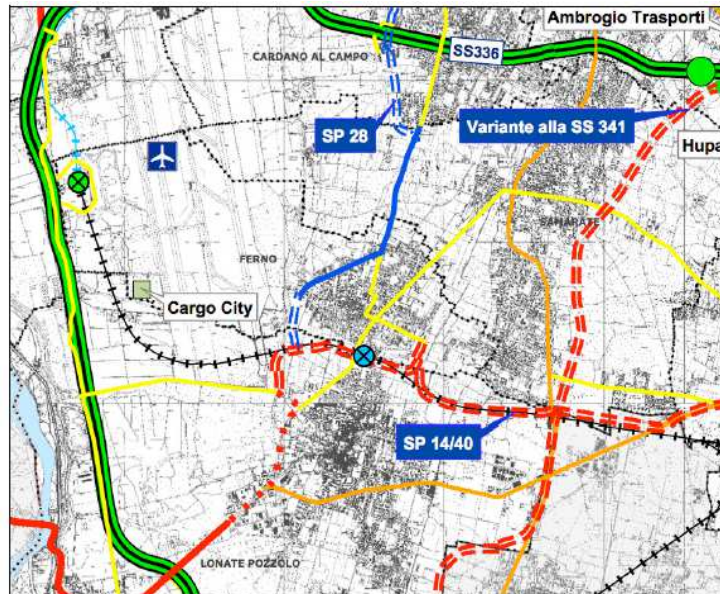 Ambrogio Trasporti
CARDANO AL CAMPO
SS336
SP 28
Variante alla SS 341
Hupa
SAMARATE
FERNO
Cargo City
SP 14/40
LONATE POZZOLO